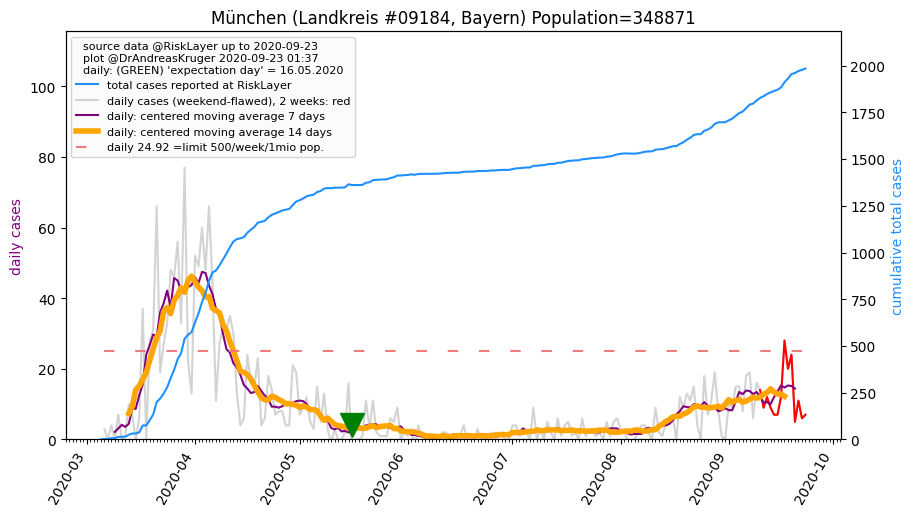 München (Landkreis #09184, Bayern) Population=348871
source data @RiskLayer up to 2020-09-23
plot @DrAndreasKruger 2020-09-23 01:37
daily: (GREEN) 'expectation day' = 16.05.2020
total cases reported at RiskLayer
daily cases (weekend-flawed), 2 weeks: red
daily: centered moving average 7 days
daily: centered moving average 14 days
daily 24.92 =limit 500/week/1mio pop.
daily cases
100
80
60
40
20
0
cumulative total cases
2000
1750
1500
1250
1000
750
500
250
0
2020-03
2020-04
2020-05
2020-06
2020-07
2020-08
2020-09
2020-10